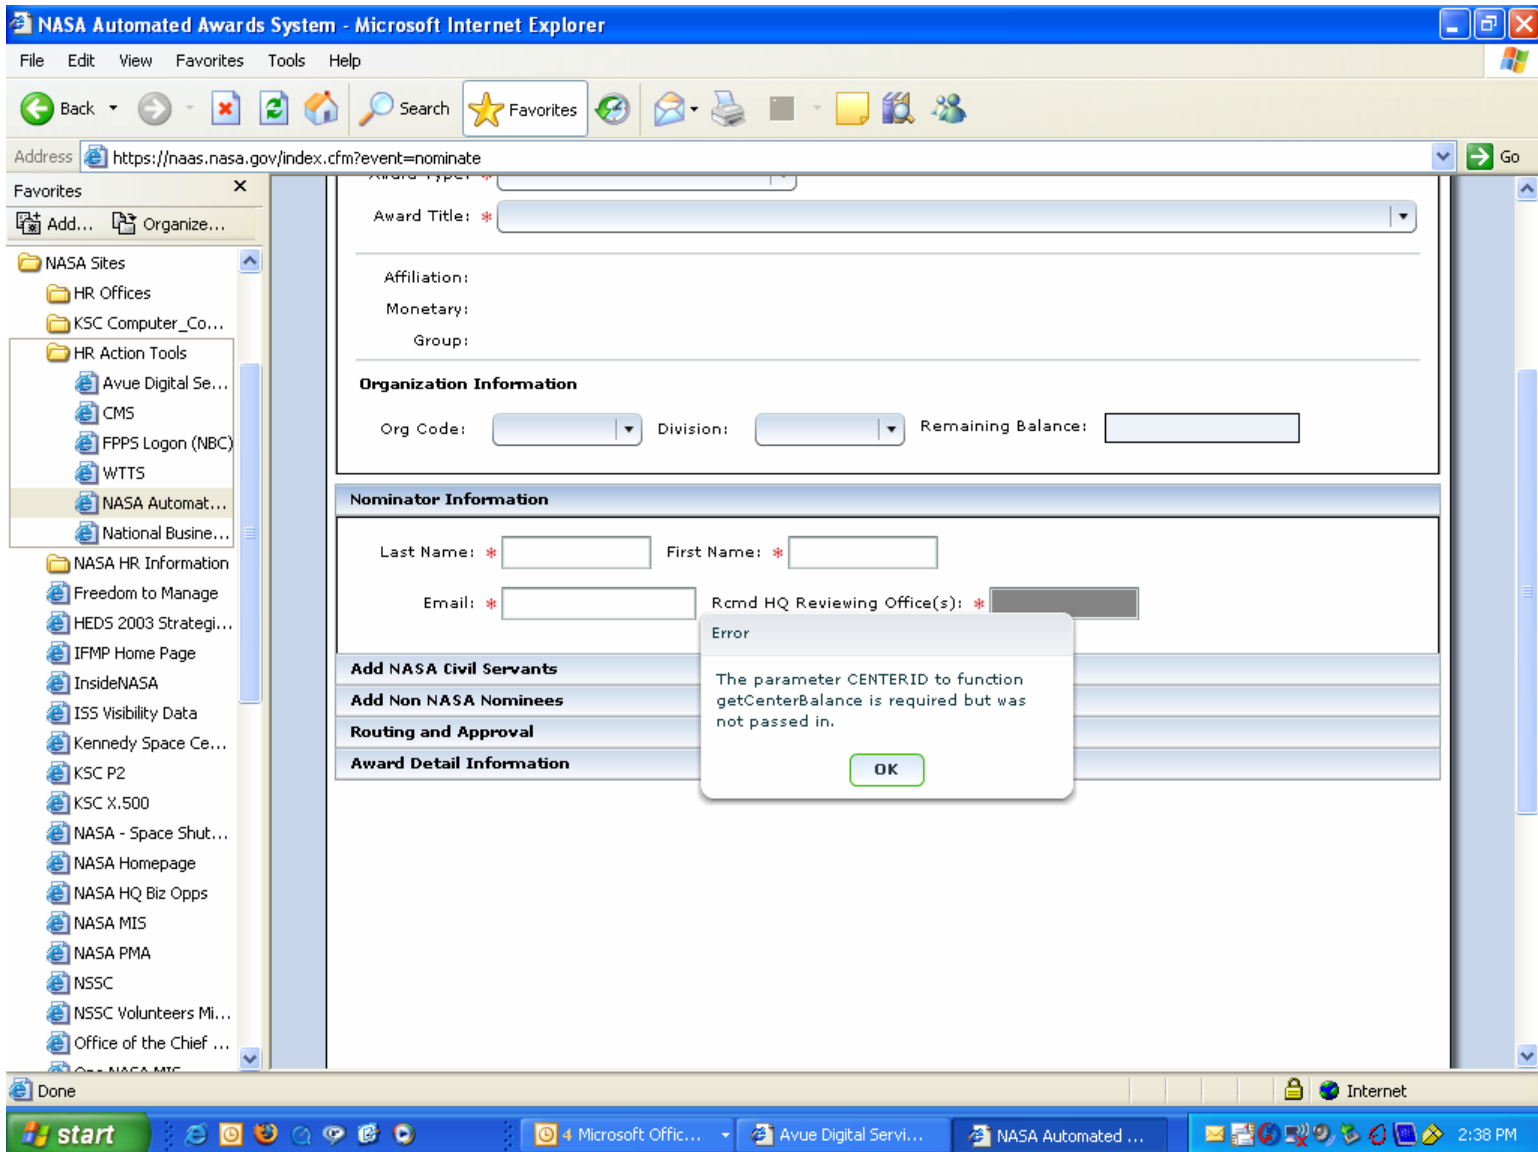 NASA Automated Awards System - Microsoft Internet Explorer
File Edit View Favorites Tools Help
Back Search Favorites
Address https://naas.nasa.gov/index.cfm?event=nominate Go
Favorites x
Add... Organize...
NASA Sites
HR Offices
KSC Computer_Co...
HR Action Tools
Avue Digital Se...
CMS
FPPS Logon (NBC)
WTTS
NASA Automat...
National Busine...
NASA HR Information
Freedom to Manage
HEDS 2003 Strategi...
IFMP Home Page
InsideNASA
ISS Visibility Data
Kennedy Space Ce...
KSC P2
KSC X.500
NASA - Space Shut...
NASA Homepage
NASA HQ Biz Opps
NASA MIS
NASA PMA
NSSC
NSSC Volunteers Mi...
Office of the Chief ...
One NASA MIS
Award Type: *
Award Title: *
Affiliation:
Monetary:
Group:
Organization Information
Org Code: Division: Remaining Balance:
Nominator Information
Last Name: * First Name: *
Email: * Rcmd HQ Reviewing Office(s): *
Add NASA Civil Servants
Add Non NASA Nominees
Routing and Approval
Award Detail Information
Error
The parameter CENTERID to function
getCenterBalance is required but was
not passed in.
OK
Done Internet
start 4 Microsoft Offic... Avue Digital Servi... NASA Automated ... 2:38 PM